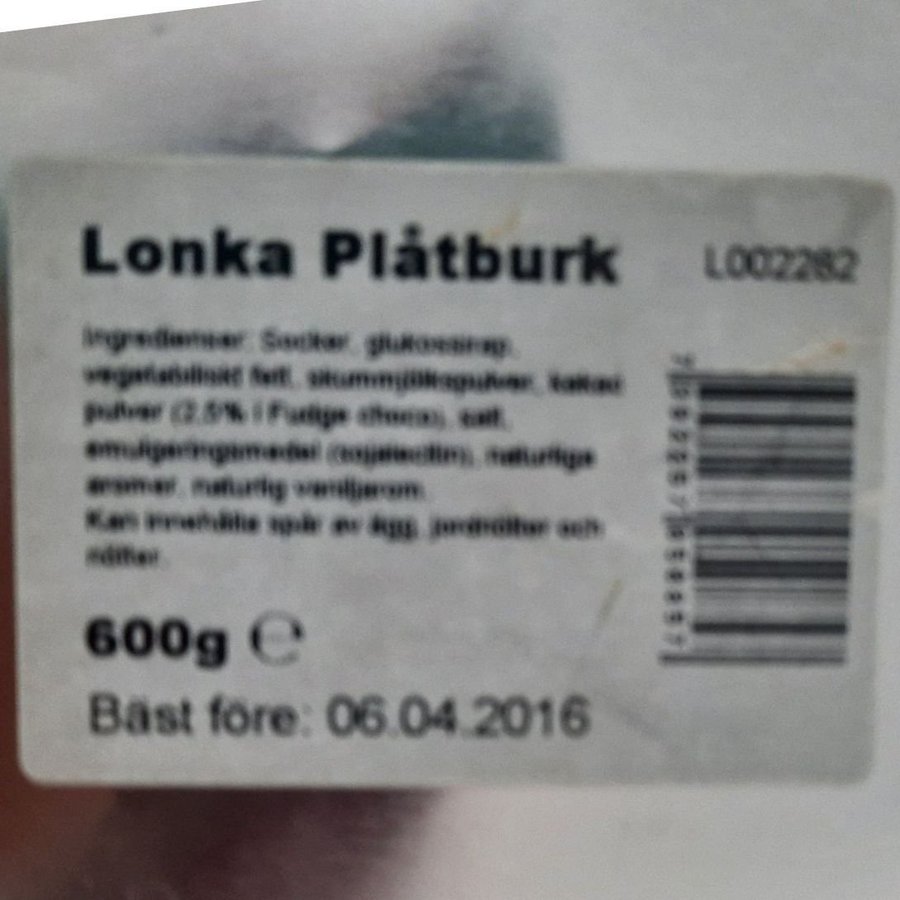 Lonka Plåtburk
L002282
Ingredienser: Socker, glukossirap,
vegetabiliskt fett, skummjölkspulver, kakao
pulver (2,5% i Fudge choco), salt,
emulgeringsmedel (sojalecitin), naturliga
aromer, naturlig vaniljarom.
Kan innehålla spår av ägg, jordnötter och
nötter.
600g ℮
Bäst före: 06.04.2016